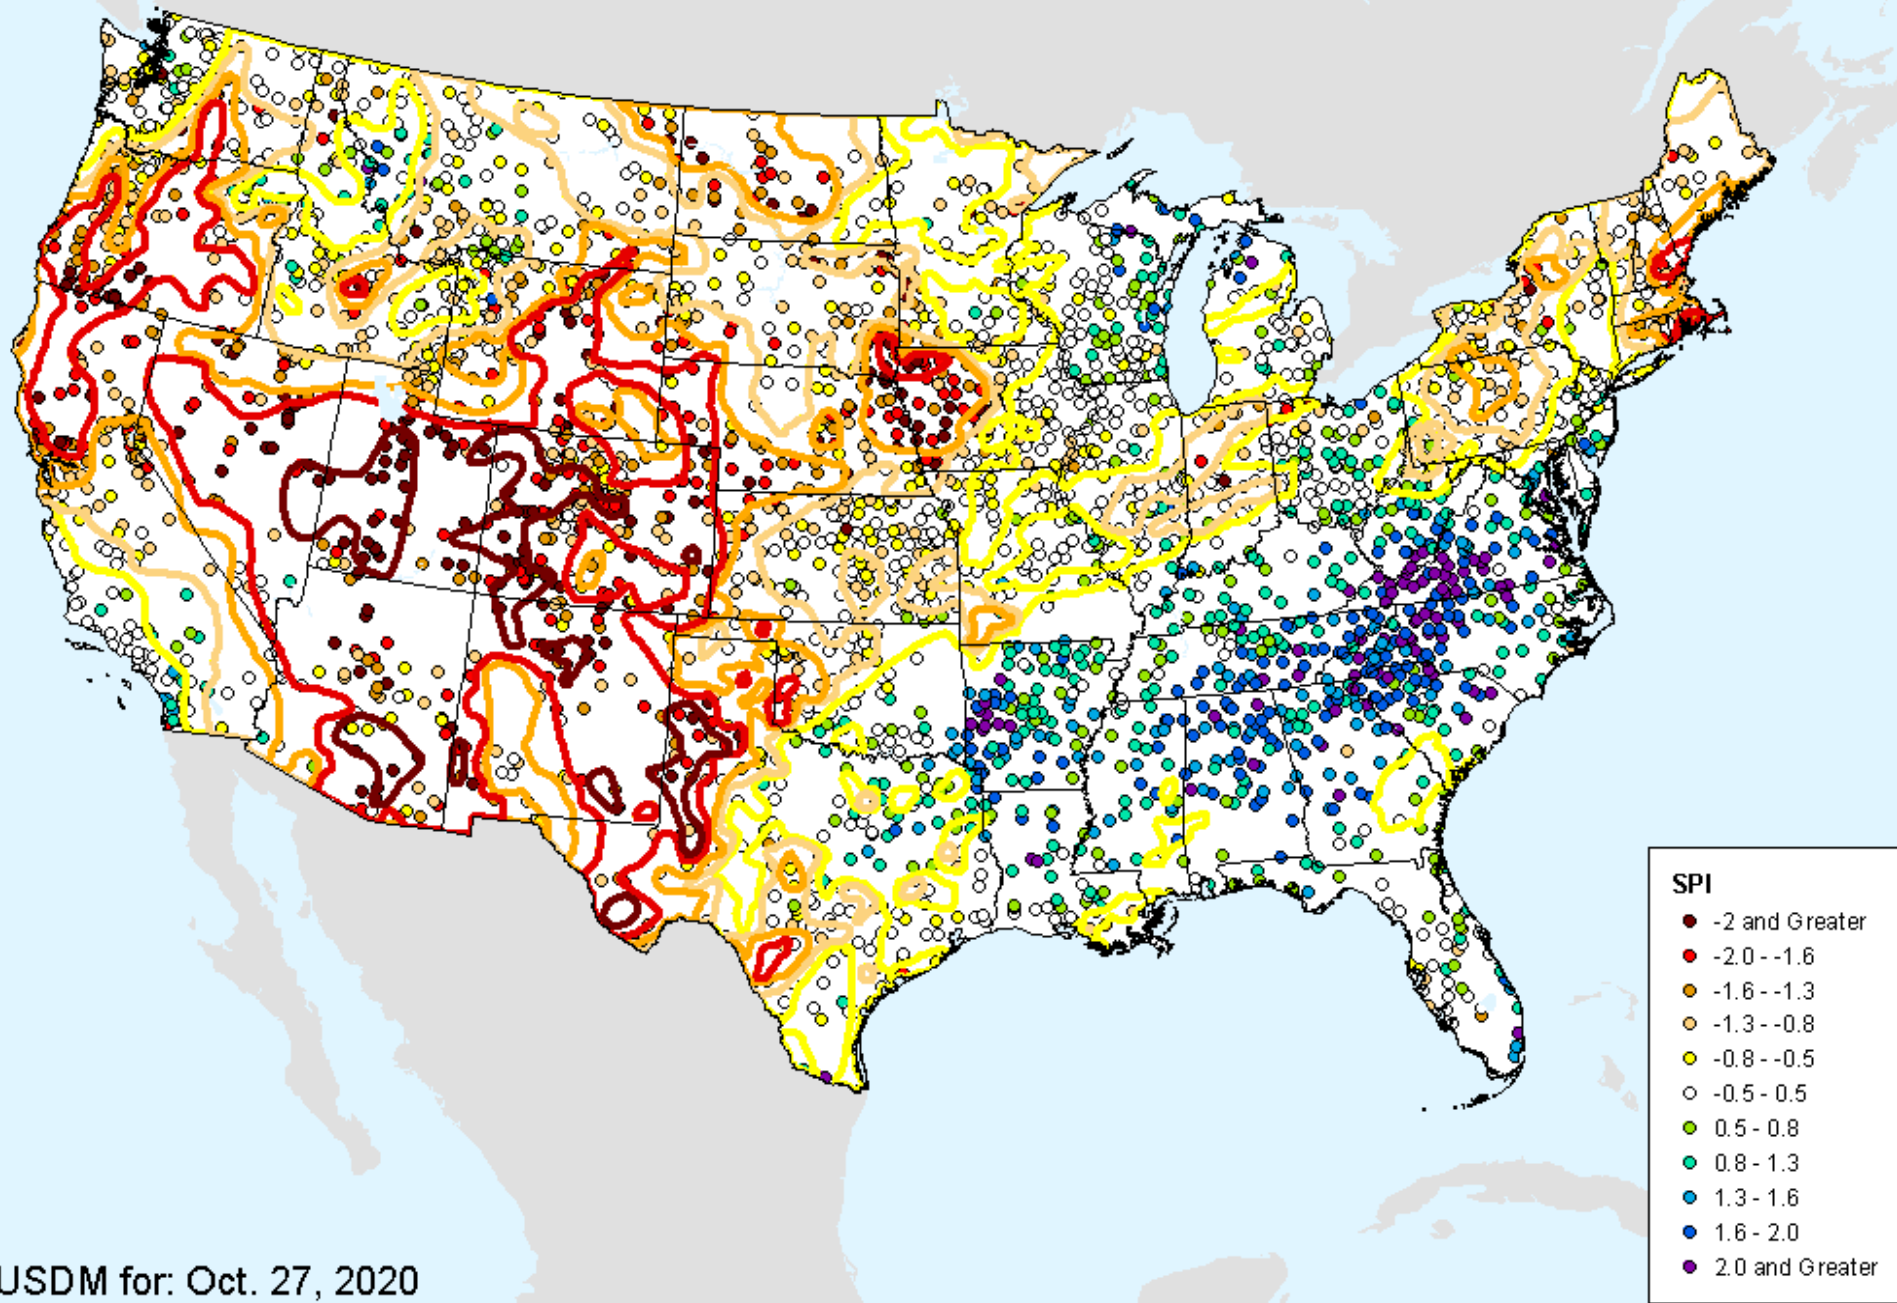 SPI
-2 and Greater
-2.0 - -1.6
-1.6 - -1.3
-1.3 - -0.8
-0.8 - -0.5
-0.5 - 0.5
0.5 - 0.8
0.8 - 1.3
1.3 - 1.6
1.6 - 2.0
2.0 and Greater
USDM for: Oct. 27, 2020